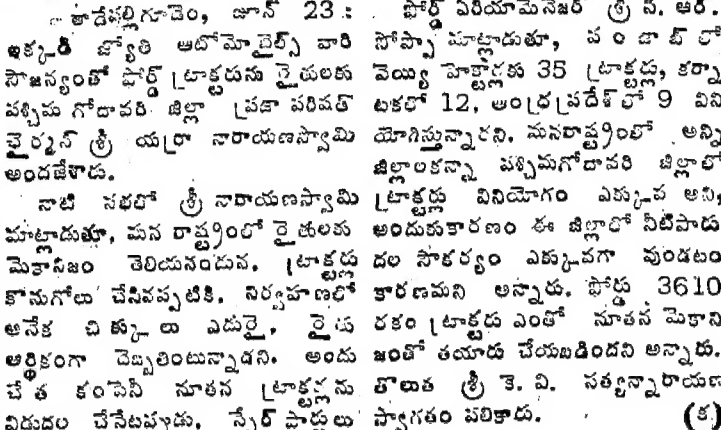 తాడేపల్లిగూడెం, జూన్ 23 :
ఇక్కడి జ్యోతి ఆటోమోబైల్స్ వారి
సౌజన్యంతో ఫోర్డ్ ట్రాక్టరును రైతులకు
పశ్చిమ గోదావరి జిల్లా ప్రజా పరిషత్
ఛైర్మన్ శ్రీ యర్రా నారాయణస్వామి
అందజేశాడు.
నాటి సభలో శ్రీ నారాయణస్వామి
మాట్లాడుతూ, మన రాష్ట్రంలో రైతులకు
మెకానిజం తెలియనందున, ట్రాక్టర్లు
కొనుగోలు చేసినప్పటికి, నిర్వహణలో
అనేక చిక్కులు ఎదురై, రైతు
ఆర్థికంగా దెబ్బతింటున్నాడని. అందు
చేత కంపెనీ నూతన ట్రాక్టర్లను
విడుదల చేసేటపుడు, స్పేర్ పార్టులు
ఫోర్డ్ ఏరియామేనేజర్ శ్రీ ఎస్. ఆర్.
సోప్పా మాట్లాడుతూ, పంజాబ్ లో
వెయ్యి హెక్టార్లకు 35 ట్రాక్టర్లు, కర్నా
టకలో 12, ఆంధ్రప్రదేశ్ లో 9 విని
యోగిస్తున్నారని. మనరాష్ట్రంలో అన్ని
జిల్లాలకన్నా పశ్చిమగోదావరి జిల్లాలో
ట్రాక్టర్లు వినియోగం ఎక్కువ అని,
అందుకుకారణం ఈ జిల్లాలో నీటిపారు
దల సౌకర్యం ఎక్కువగా వుండటం
కారణమని అన్నారు. ఫోర్డు 3610
రకం ట్రాక్టరు ఎంతో నూతన మెకాని
జంతో తయారు చేయబడిందని అన్నారు.
తొలుత శ్రీ కె. వి. సత్యన్నారాయణ
స్వాగతం పలికారు. (క)